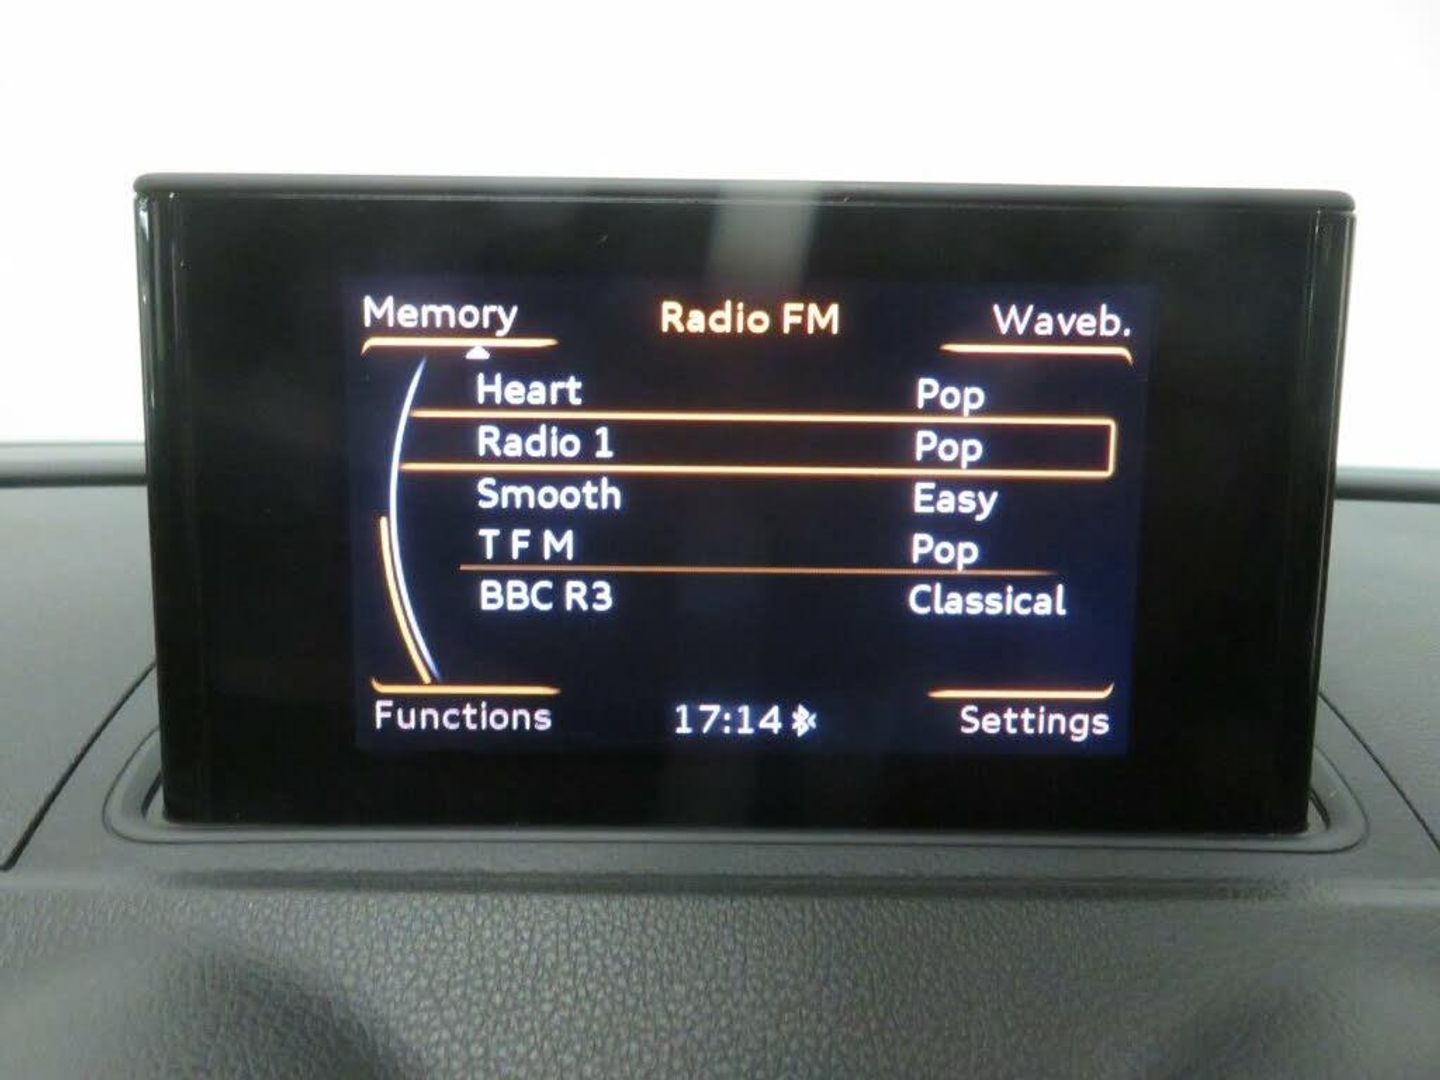 Memory Radio FM Waveb.
Heart Pop
Radio 1 Pop
Smooth Easy
T F M Pop
BBC R3 Classical
Functions 17:14 Settings